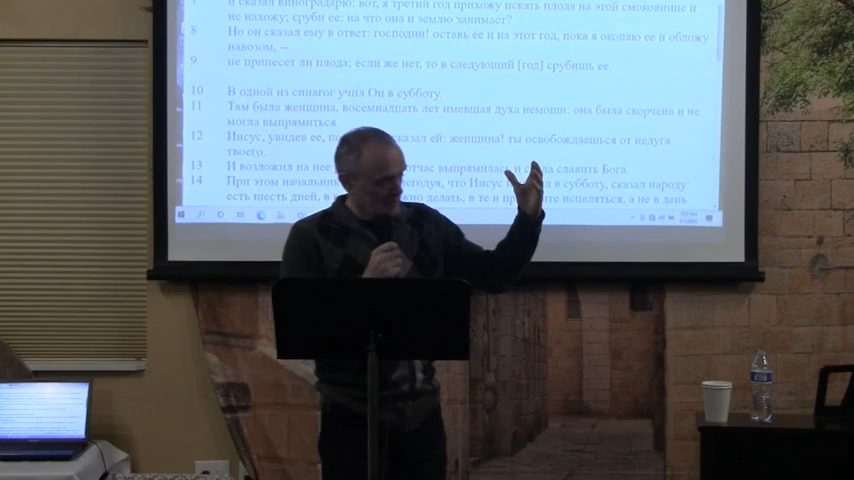 7 и сказал виноградарю: вот, я третий год прихожу искать плода на этой смоковнице и
не нахожу; сруби ее: на что она и землю занимает?
8 Но он сказал ему в ответ: господин! оставь ее и на этот год, пока я окопаю ее и обложу
навозом, --
9 не принесет ли плода; если же нет, то в следующий [год] срубишь ее.
10 В одной из синагог учил Он в субботу.
11 Там была женщина, восемнадцать лет имевшая духа немощи: она была скорчена и не
могла выпрямиться.
12 Иисус, увидев ее, сказал ей: женщина! ты освобождаешься от недуга
твоего.
13 И возложил на нее выпрямилась и славить Бога.
14 При этом негодуя, что Иисус в субботу, сказал народу:
есть шесть дней, в делать; в те и исцеляться, а не в день